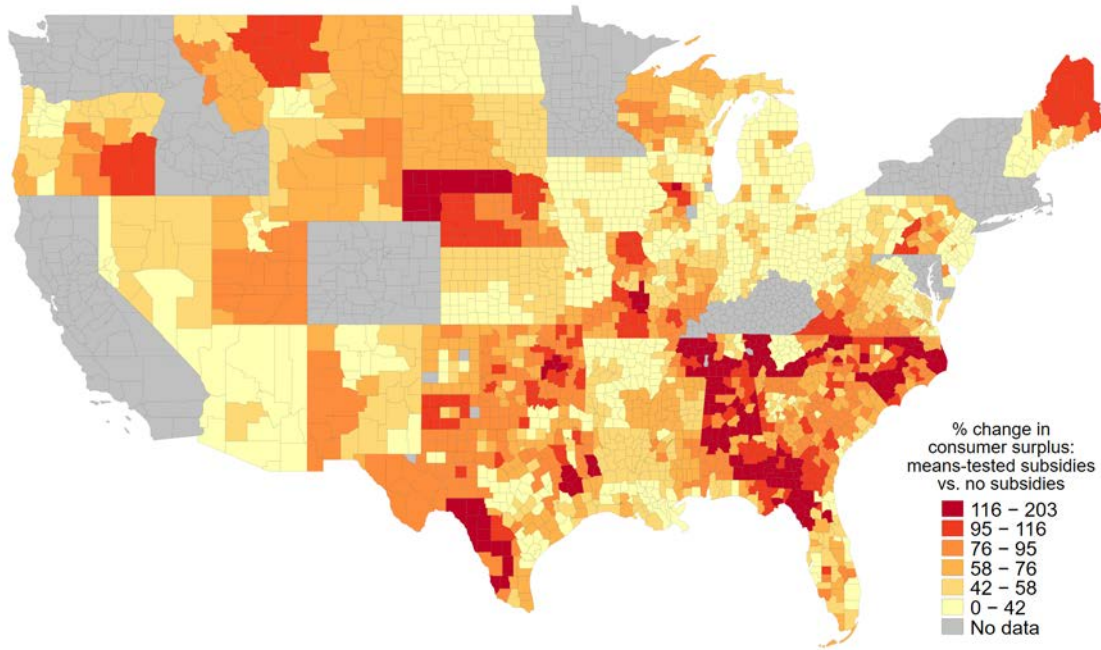 % change in
consumer surplus:
means-tested subsidies
vs. no subsidies
116 − 203
95 − 116
76 − 95
58 − 76
42 − 58
0 − 42
No data